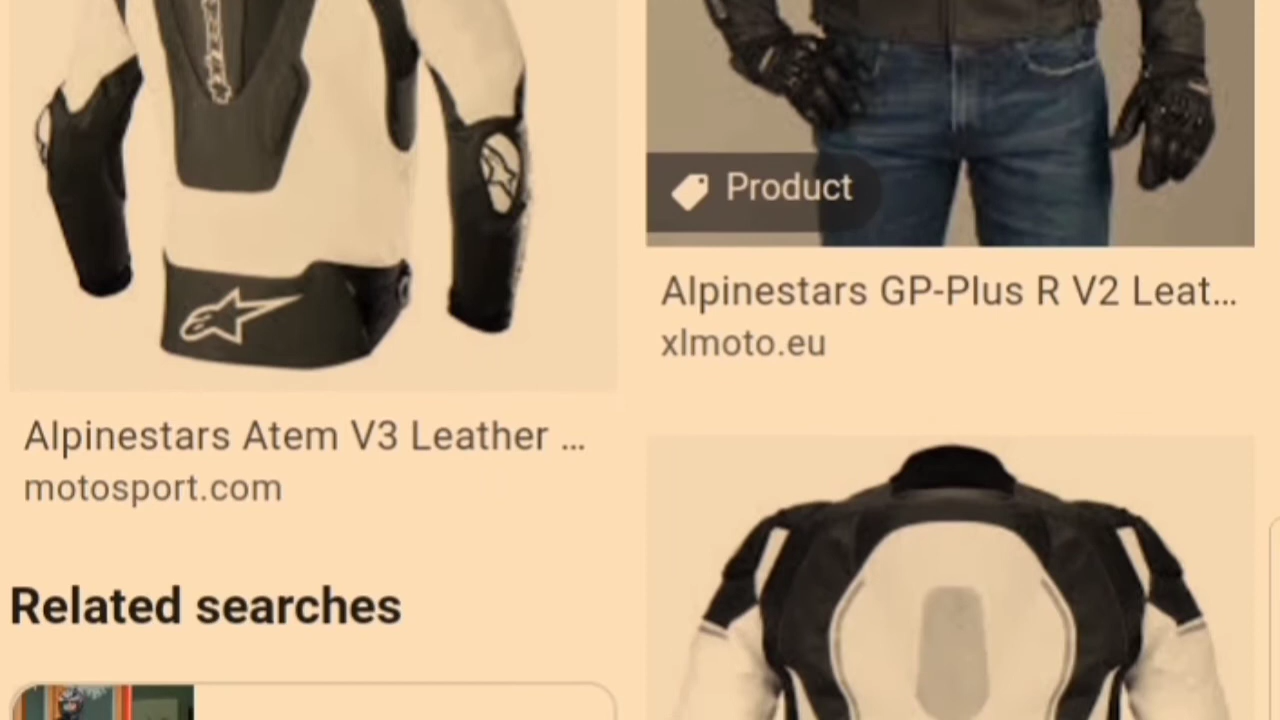 Alpinestars Atem V3 Leather ...
motosport.com
Related searches
Product
Alpinestars GP-Plus R V2 Leat...
xlmoto.eu